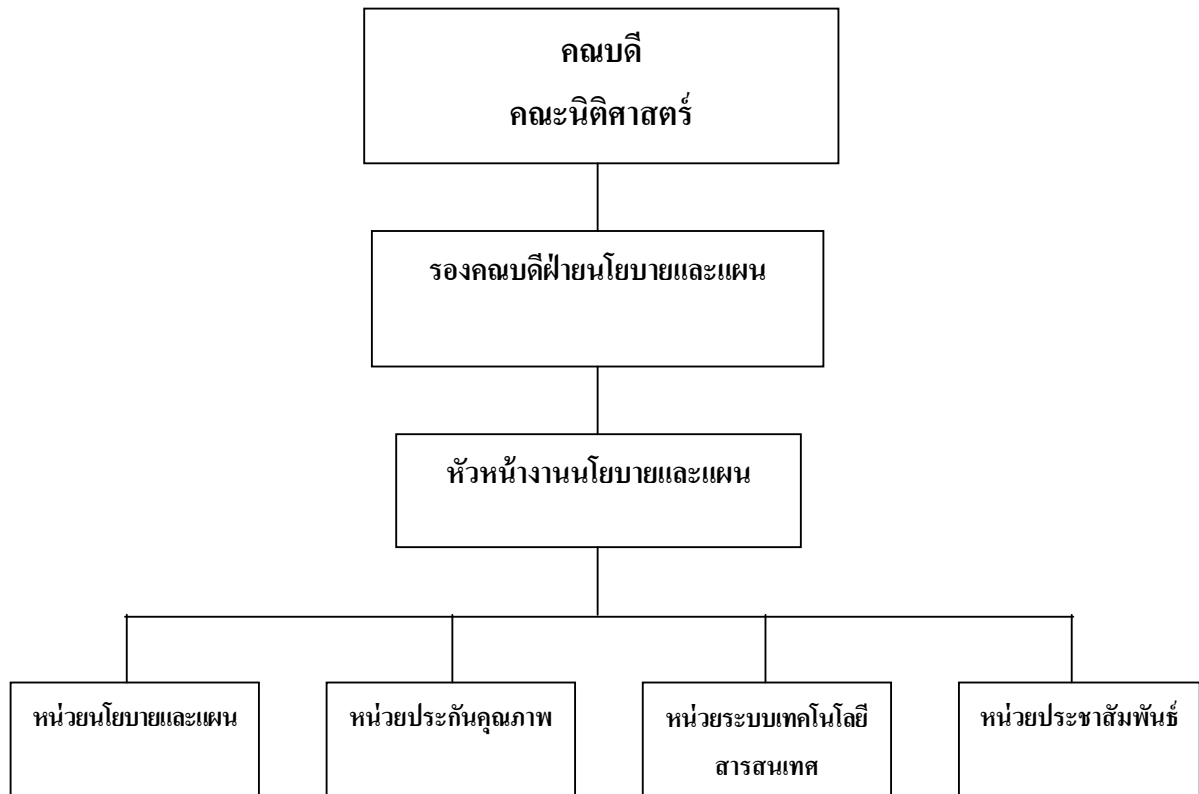 คณบดี
คณะนิติศาสตร์
รองคณบดีฝ่ายนโยบายและแผน
หัวหน้างานนโยบายและแผน
หน่วยนโยบายและแผน
หน่วยประกันคุณภาพ
หน่วยระบบเทคโนโลยี
สารสนเทศ
หน่วยประชาสัมพันธ์